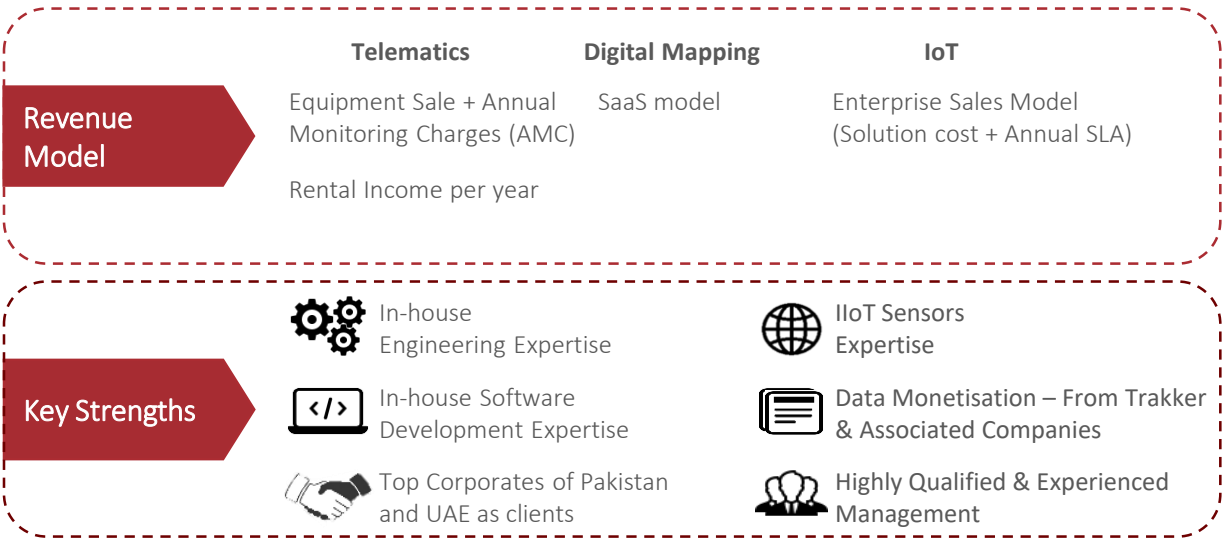 Telematics
Digital Mapping
IoT
Revenue
Model
Equipment Sale + Annual
Monitoring Charges (AMC)
Rental Income per year
SaaS model
Enterprise Sales Model
(Solution cost + Annual SLA)
Key Strengths
In-house
Engineering Expertise
</>
In-house Software
Development Expertise
Top Corporates of Pakistan
and UAE as clients
IIoT Sensors
Expertise
Data Monetisation – From Trakker
& Associated Companies
Highly Qualified & Experienced
Management